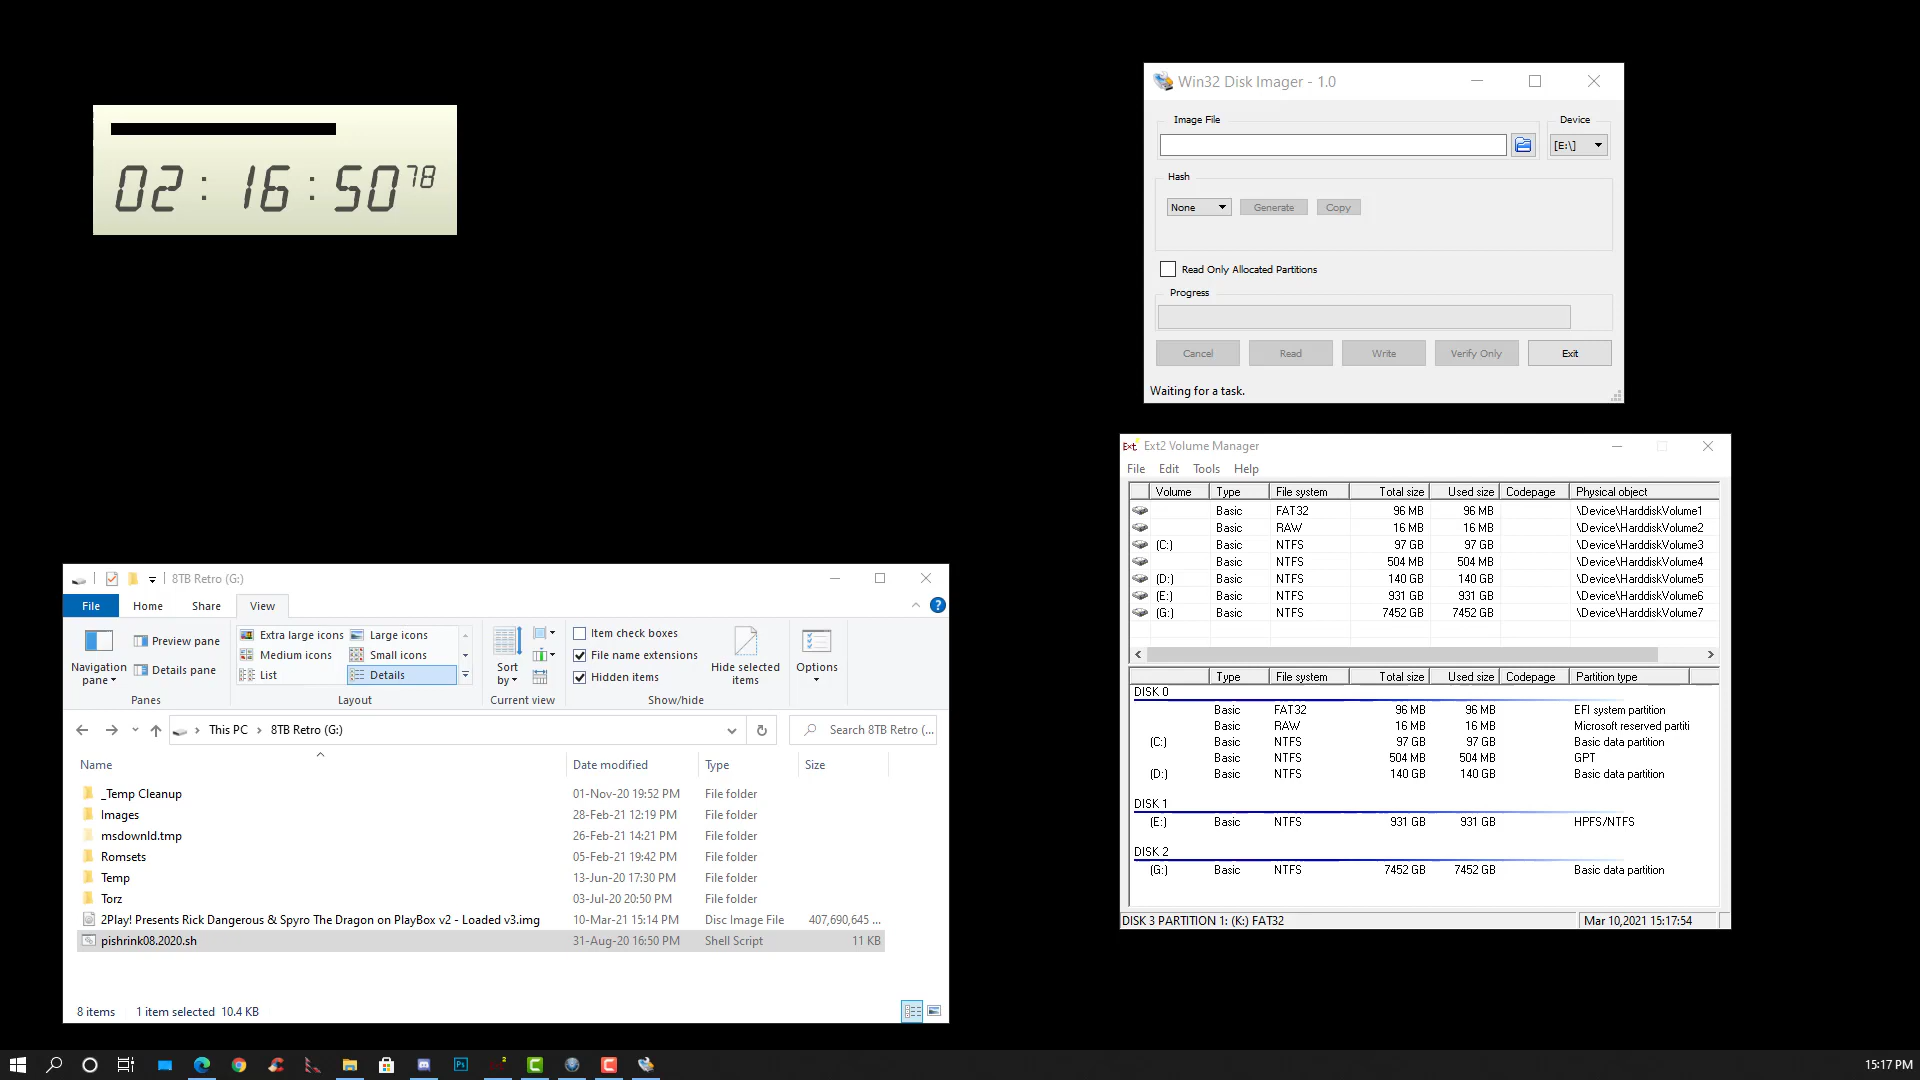 02 : 16 : 50 78
Win32 Disk Imager - 1.0
Image File
Device
[E:\]
Hash
None
Generate
Copy
Read Only Allocated Partitions
Progress
Cancel
Read
Write
Verify Only
Exit
Waiting for a task.
Ext2 Volume Manager
File Edit Tools Help
Volume Type File system Total size Used size Codepage Physical object
Basic FAT32 96 MB 96 MB \Device\HarddiskVolume1
Basic RAW 16 MB 16 MB \Device\HarddiskVolume2
(C:) Basic NTFS 97 GB 97 GB \Device\HarddiskVolume3
Basic NTFS 504 MB 504 MB \Device\HarddiskVolume4
(D:) Basic NTFS 140 GB 140 GB \Device\HarddiskVolume5
(E:) Basic NTFS 931 GB 931 GB \Device\HarddiskVolume6
(G:) Basic NTFS 7452 GB 7452 GB \Device\HarddiskVolume7
Type File system Total size Used size Codepage Partition type
DISK 0
Basic FAT32 96 MB 96 MB EFI system partition
Basic RAW 16 MB 16 MB Microsoft reserved partiti
(C:) Basic NTFS 97 GB 97 GB Basic data partition
Basic NTFS 504 MB 504 MB GPT
(D:) Basic NTFS 140 GB 140 GB Basic data partition
DISK 1
(E:) Basic NTFS 931 GB 931 GB HPFS/NTFS
DISK 2
(G:) Basic NTFS 7452 GB 7452 GB Basic data partition
DISK 3 PARTITION 1: (K:) FAT32 Mar 10,2021 15:17:54
8TB Retro (G:)
File Home Share View
Navigation pane
Preview pane
Details pane
Panes
Extra large icons Large icons
Medium icons Small icons
List Details
Layout
Sort by
Current view
Item check boxes
File name extensions
Hidden items
Hide selected items
Show/hide
Options
This PC > 8TB Retro (G:)
Search 8TB Retro (...
Name Date modified Type Size
_Temp Cleanup 01-Nov-20 19:52 PM File folder
Images 28-Feb-21 12:19 PM File folder
msdownld.tmp 26-Feb-21 14:21 PM File folder
Romsets 05-Feb-21 19:42 PM File folder
Temp 13-Jun-20 17:30 PM File folder
Torz 03-Jul-20 20:50 PM File folder
2Play! Presents Rick Dangerous & Spyro The Dragon on PlayBox v2 - Loaded v3.img 10-Mar-21 15:14 PM Disc Image File 407,690,645 ...
pishrink08.2020.sh 31-Aug-20 16:50 PM Shell Script 11 KB
8 items 1 item selected 10.4 KB
15:17 PM